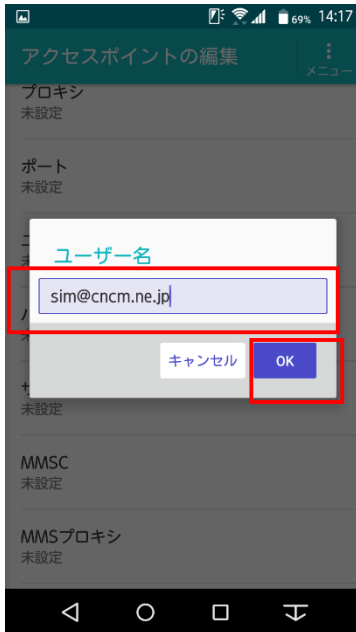 69% 14:17
アクセスポイントの編集
メニュー
プロキシ
未設定
ポート
未設定
ユーザー名
sim@cncm.ne.jp
キャンセル
OK
未設定
MMSC
未設定
MMSプロキシ
未設定